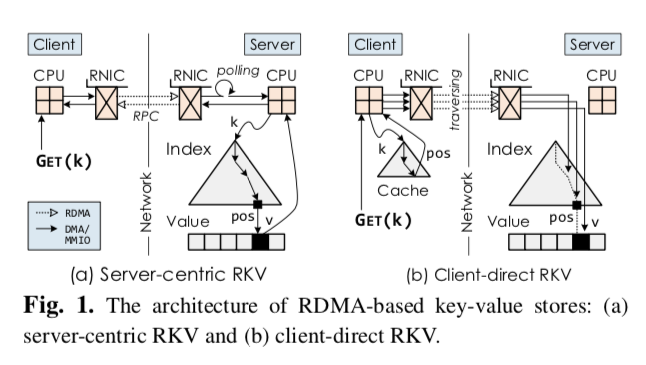 Client
Server
CPU
RNIC
RNIC
polling
CPU
RPC
k
GET(k)
Index
Network
RDMA
DMA/
MMIO
Value
pos
v
(a) Server-centric RKV
Client
Server
CPU
RNIC
traversing
RNIC
CPU
k
pos
Cache
GET(k)
Index
Network
Value
pos
v
(b) Client-direct RKV
Fig. 1. The architecture of RDMA-based key-value stores: (a)
server-centric RKV and (b) client-direct RKV.